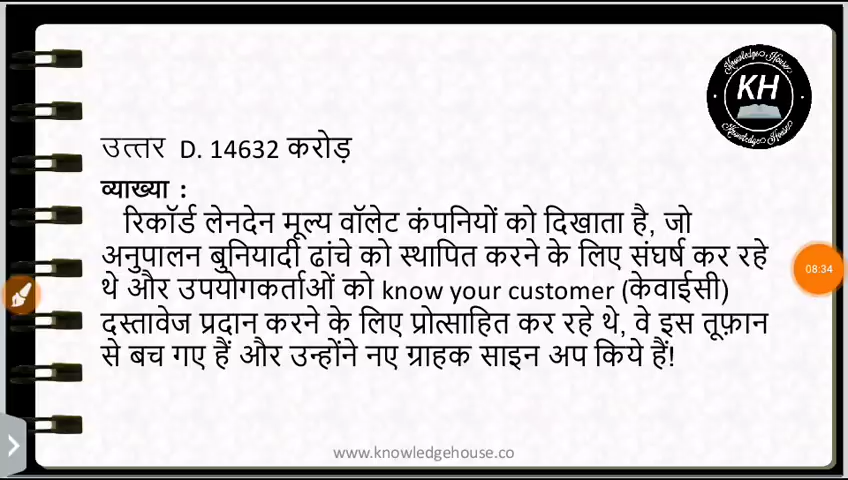 Knowledge House
KH
Knowledge House
उत्तर D. 14632 करोड़
व्याख्या :
रिकॉर्ड लेनदेन मूल्य वॉलेट कंपनियों को दिखाता है, जो
अनुपालन बुनियादी ढांचे को स्थापित करने के लिए संघर्ष कर रहे
थे और उपयोगकर्ताओं को know your customer (केवाईसी)
दस्तावेज प्रदान करने के लिए प्रोत्साहित कर रहे थे, वे इस तूफ़ान
से बच गए हैं और उन्होंने नए ग्राहक साइन अप किये हैं!
08:34
www.knowledgehouse.co